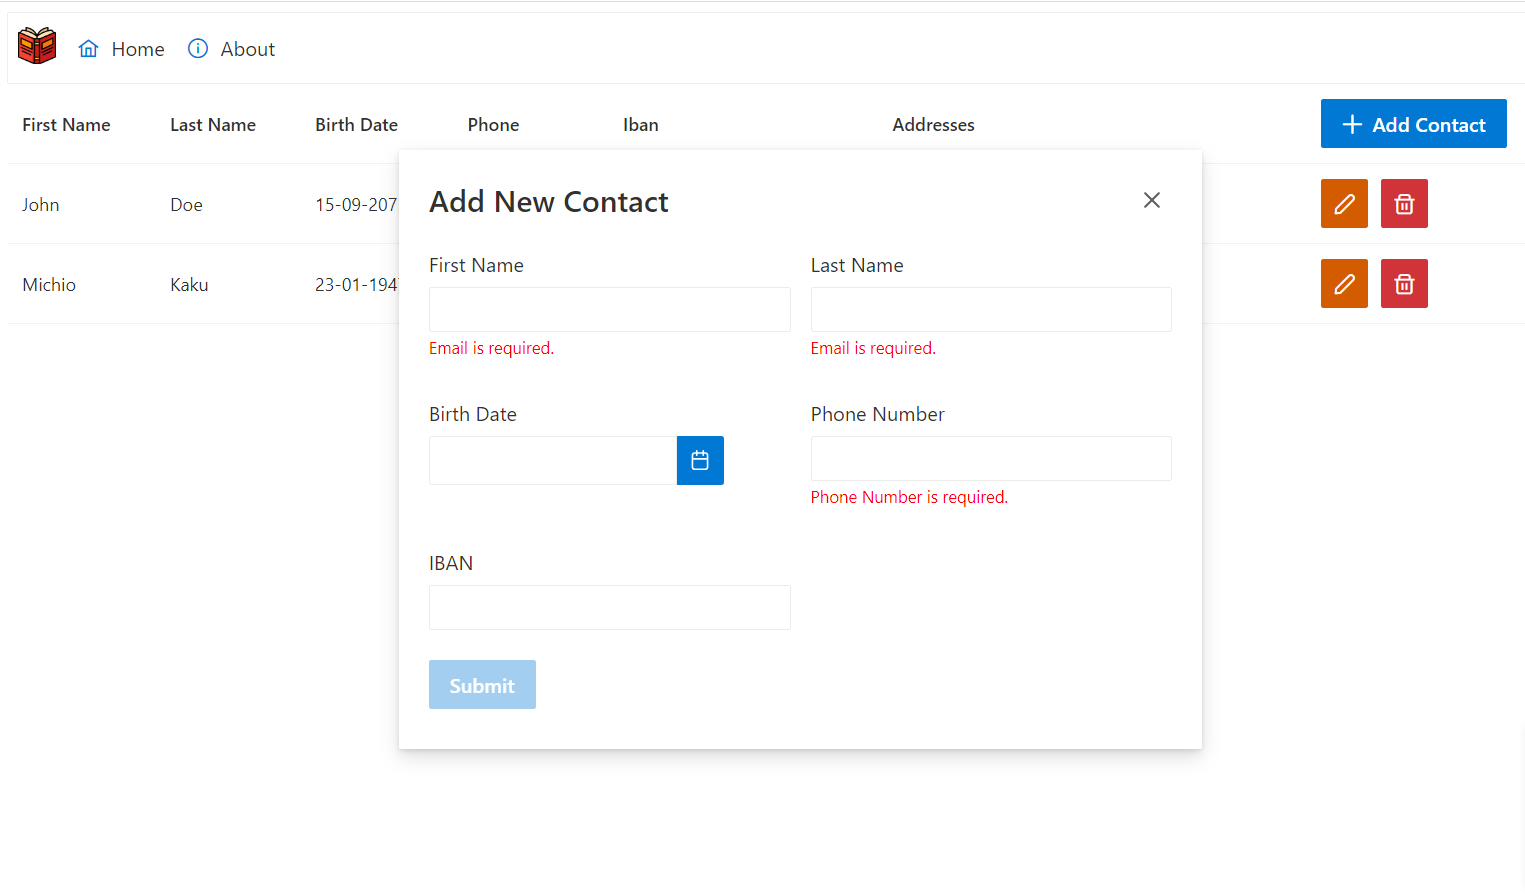 Home About
First Name Last Name Birth Date Phone Iban Addresses Add Contact
John Doe 15-09-207
Michio Kaku 23-01-194
Add New Contact
First Name Last Name
Email is required. Email is required.
Birth Date Phone Number
Phone Number is required.
IBAN
Submit